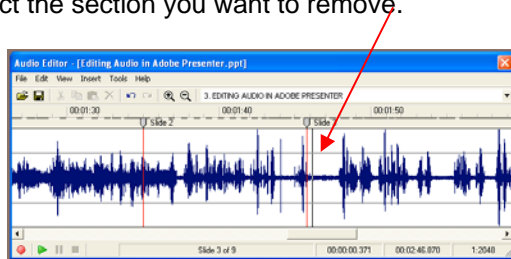 ct the section you want to remove.
Audio Editor - [Editing Audio in Adobe Presenter.ppt]
File Edit View Insert Tools Help
3. EDITING AUDIO IN ADOBE PRESENTER
00:01:30 00:01:40 00:01:50
Slide 2 Slide
Slide 3 of 9 00:00:00.371 00:02:46.870 1:2048